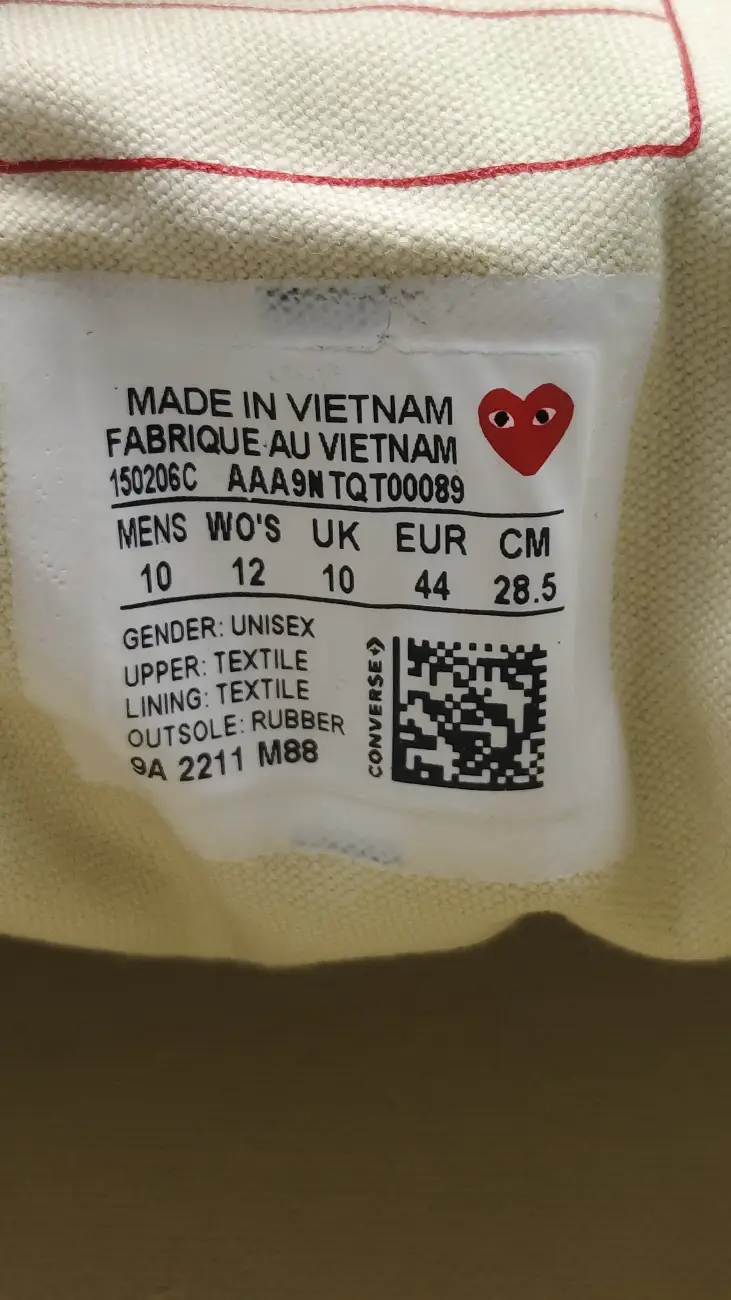 MADE IN VIETNAM
FABRIQUE AU VIETNAM
150206C AAA9NTQT00089
MENS WO'S UK EUR CM
10 12 10 44 28.5
GENDER: UNISEX
UPPER: TEXTILE
LINING: TEXTILE
OUTSOLE: RUBBER
9A 2211 M88
CONVERSE